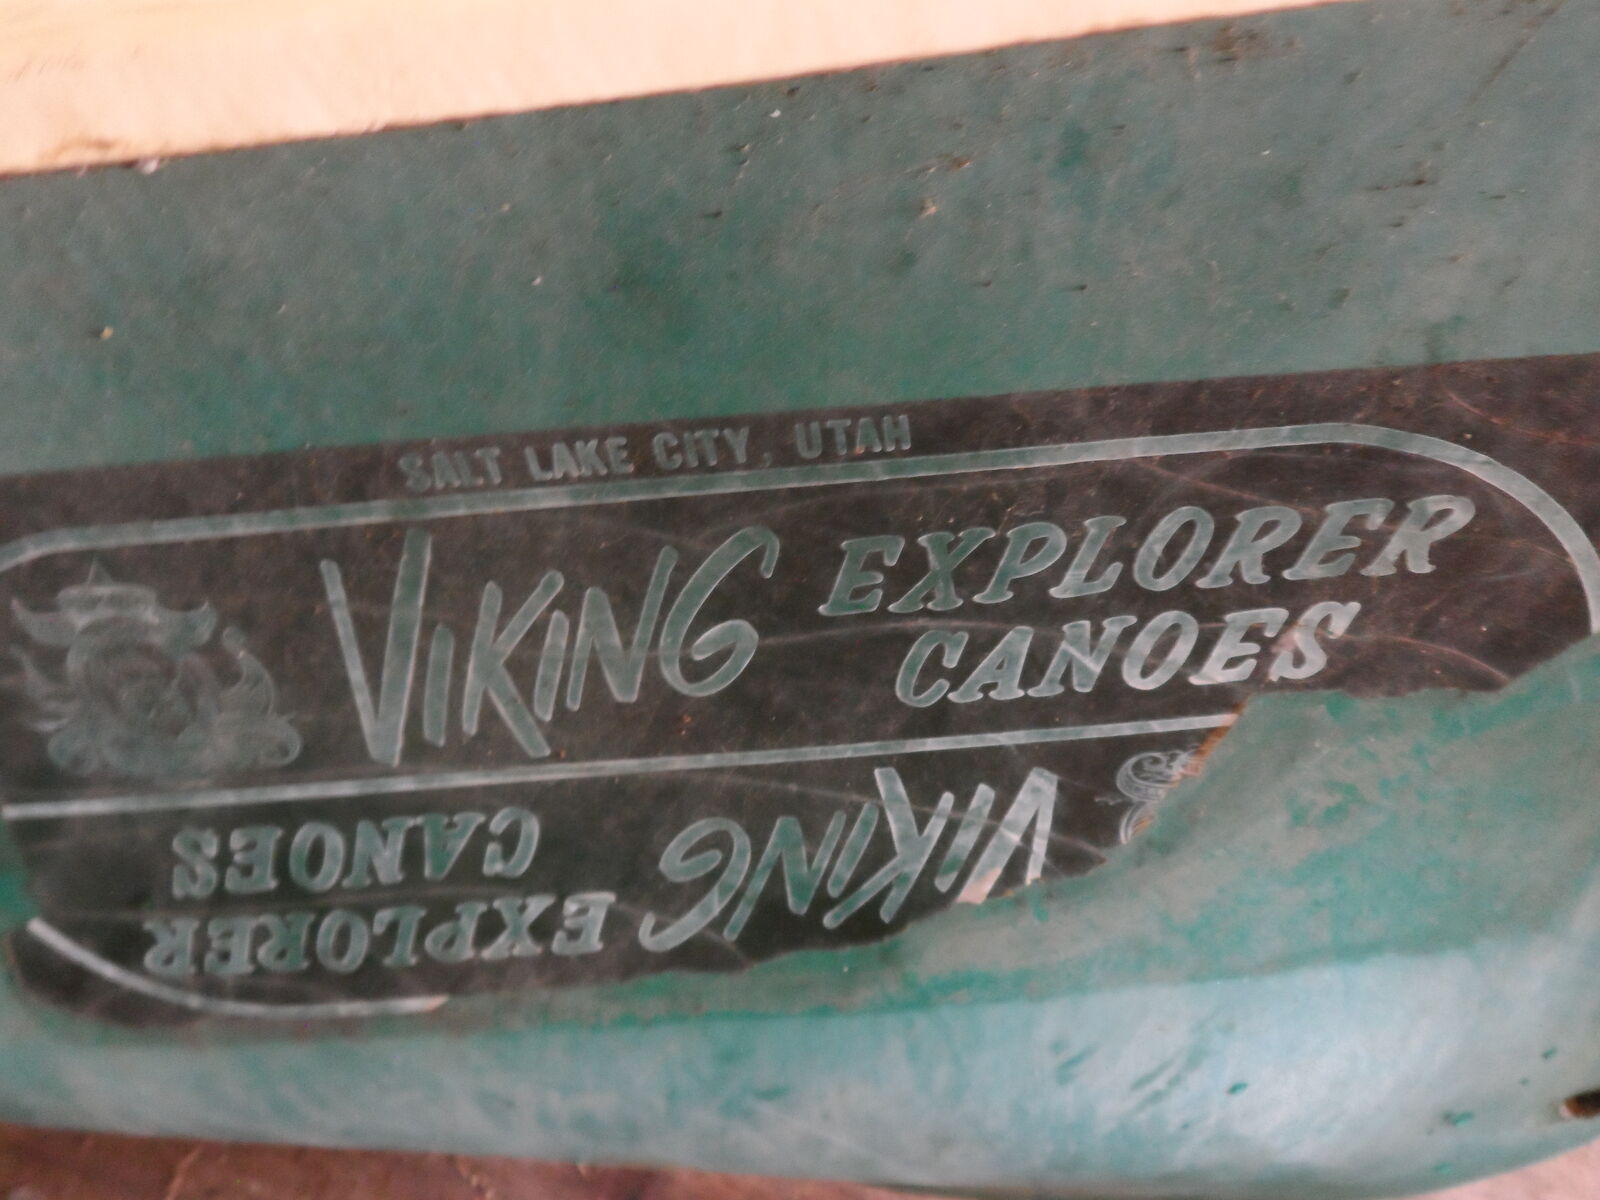 SALT LAKE CITY, UTAH
VIKING EXPLORER
CANOES
VIKING EXPLORER
CANOES